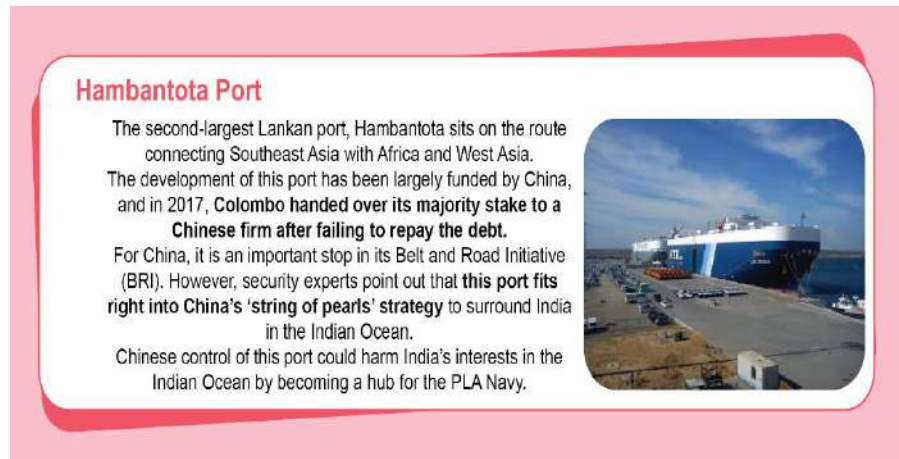 Hambantota Port
The second-largest Lankan port, Hambantota sits on the route
connecting Southeast Asia with Africa and West Asia.
The development of this port has been largely funded by China,
and in 2017, Colombo handed over its majority stake to a
Chinese firm after failing to repay the debt.
For China, it is an important stop in its Belt and Road Initiative
(BRI). However, security experts point out that this port fits
right into China's 'string of pearls' strategy to surround India
in the Indian Ocean.
Chinese control of this port could harm India's interests in the
Indian Ocean by becoming a hub for the PLA Navy.